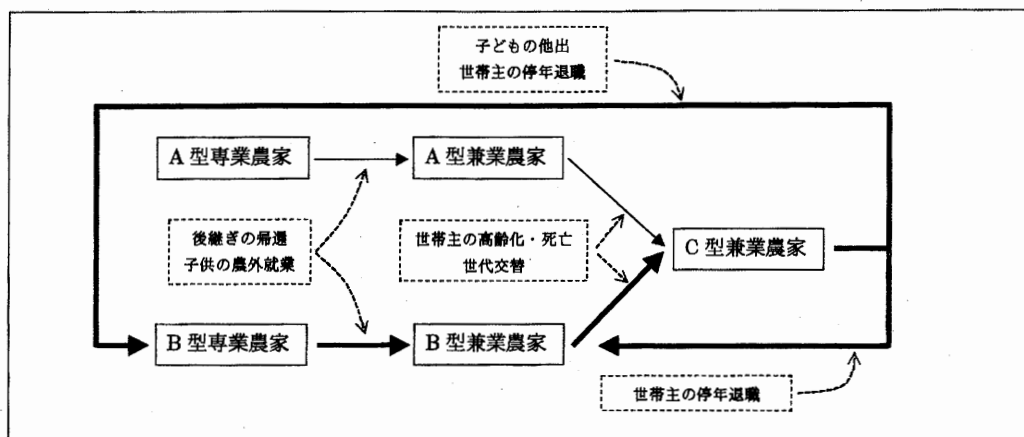 子どもの他出
世帯主の停年退職
A型専業農家
A型兼業農家
後継ぎの帰還
子供の農外就業
世帯主の高齢化・死亡
世代交替
C型兼業農家
B型専業農家
B型兼業農家
世帯主の停年退職